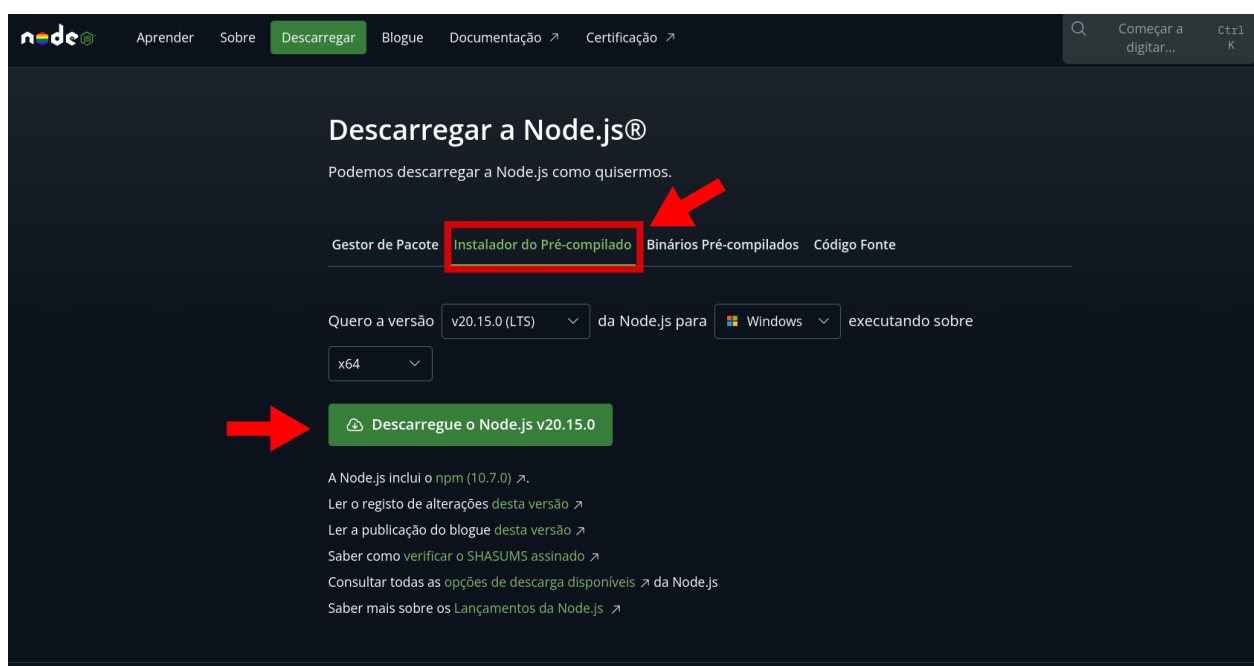 node JS
Aprender Sobre Descarregar Blogue Documentação Certificação Começar a digitar... Ctrl K
Descarregar a Node.js®
Podemos descarregar a Node.js como quisermos.
Gestor de Pacote Instalador do Pré-compilado Binários Pré-compilados Código Fonte
Quero a versão v20.15.0 (LTS) da Node.js para Windows executando sobre
x64
Descarregue o Node.js v20.15.0
A Node.js inclui o npm (10.7.0) ↗.
Ler o registo de alterações desta versão ↗
Ler a publicação do blogue desta versão ↗
Saber como verificar o SHASUMS assinado ↗
Consultar todas as opções de descarga disponíveis ↗ da Node.js
Saber mais sobre os Lançamentos da Node.js ↗